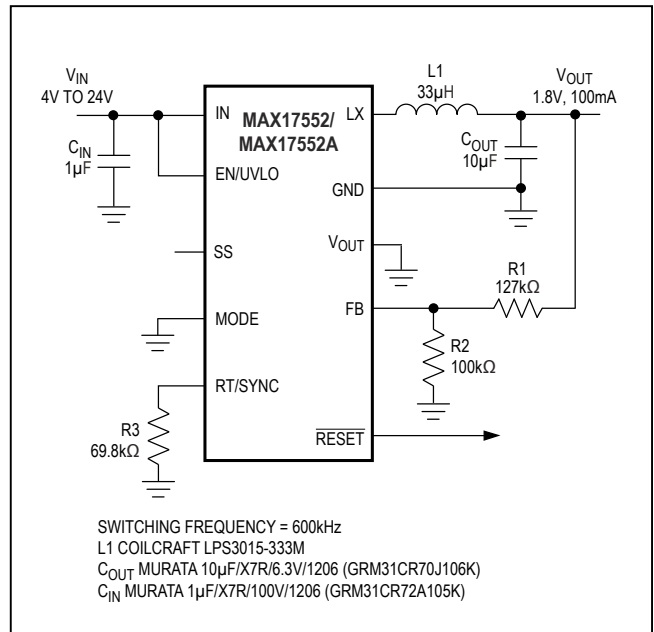 VIN
4V TO 24V
CIN
1µF
IN
EN/UVLO
SS
MODE
RT/SYNC
R3
69.8kΩ
MAX17552/
MAX17552A
LX
GND
VOUT
FB
RESET
L1
33µH
VOUT
1.8V, 100mA
COUT
10µF
R1
127kΩ
R2
100kΩ
SWITCHING FREQUENCY = 600kHz
L1 COILCRAFT LPS3015-333M
COUT MURATA 10µF/X7R/6.3V/1206 (GRM31CR70J106K)
CIN MURATA 1µF/X7R/100V/1206 (GRM31CR72A105K)